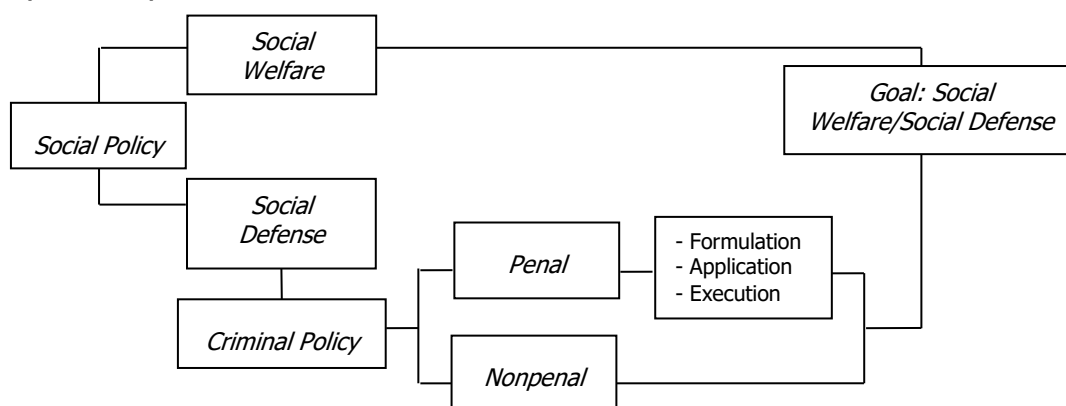 Social
Welfare
Goal: Social
Welfare/Social Defense
Social Policy
Social
Defense
Penal
- Formulation
- Application
- Execution
Criminal Policy
Nonpenal